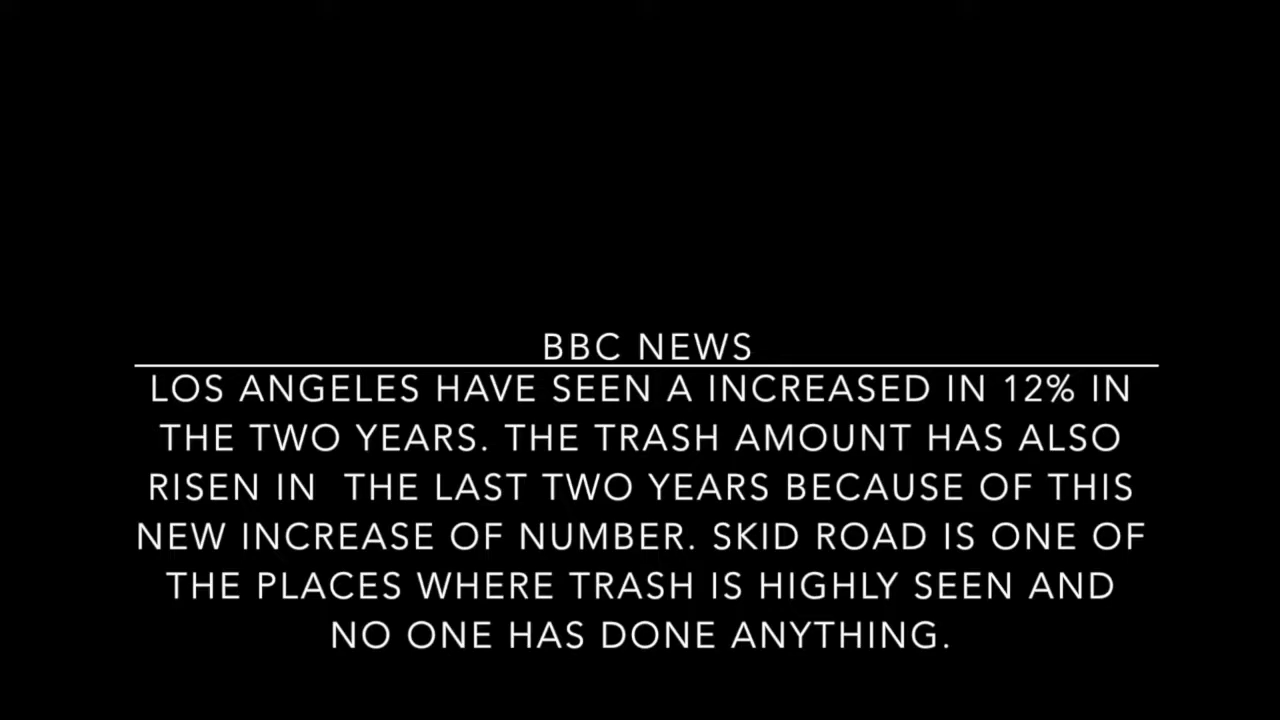 BBC NEWS
LOS ANGELES HAVE SEEN A INCREASED IN 12% IN
THE TWO YEARS. THE TRASH AMOUNT HAS ALSO
RISEN IN  THE LAST TWO YEARS BECAUSE OF THIS
NEW INCREASE OF NUMBER. SKID ROAD IS ONE OF
THE PLACES WHERE TRASH IS HIGHLY SEEN AND
NO ONE HAS DONE ANYTHING.